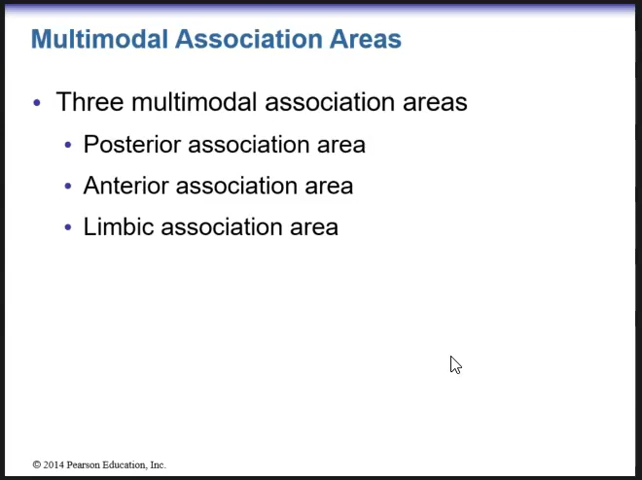 Multimodal Association Areas
• Three multimodal association areas
• Posterior association area
• Anterior association area
• Limbic association area
© 2014 Pearson Education, Inc.